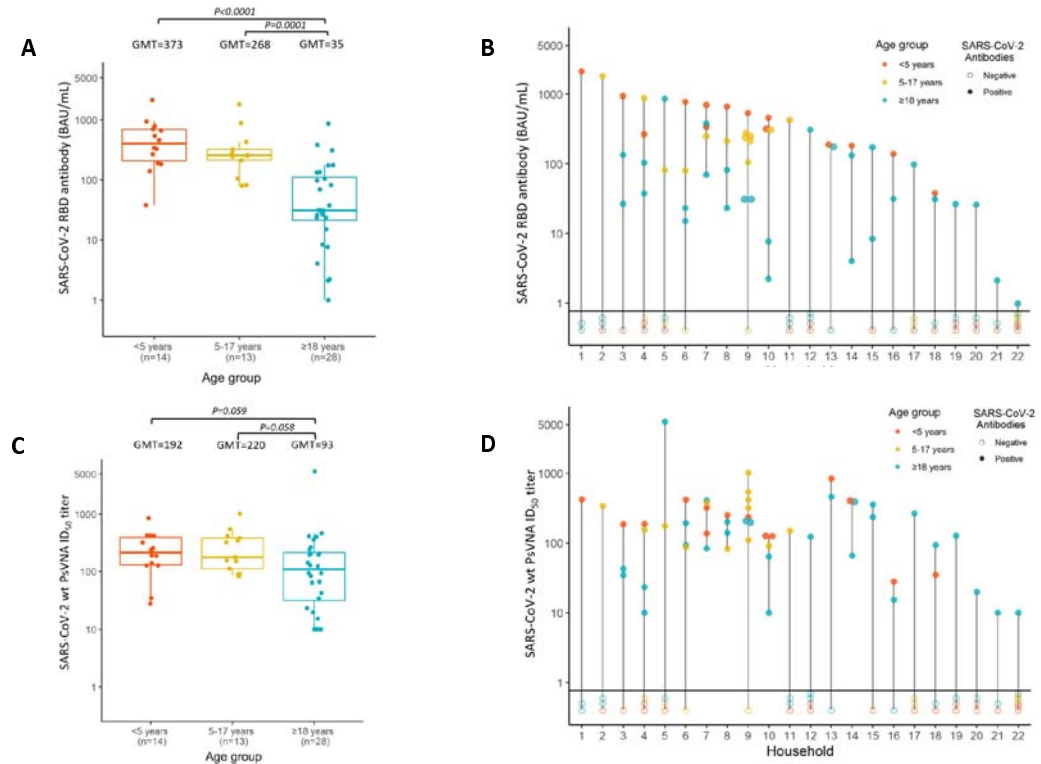 A
P<0.0001
P=0.0001
GMT=373
GMT=268
GMT=35
SARS-CoV-2 RBD antibody (BAU/mL)
5000
1000
100
10
1
<5 years
(n=14)
5-17 years
(n=13)
≥18 years
(n=28)
Age group
B
SARS-CoV-2 RBD antibody (BAU/mL)
5000
1000
100
10
1
Age group
<5 years
5-17 years
≥18 years
SARS-CoV-2
Antibodies
Negative
Positive
1 2 3 4 5 6 7 8 9 10 11 12 13 14 15 16 17 18 19 20 21 22
C
P=0.059
P=0.058
GMT=192
GMT=220
GMT=93
SARS-CoV-2 wt PsVNA ID50 titer
5000
1000
100
10
1
<5 years
(n=14)
5-17 years
(n=13)
≥18 years
(n=28)
Age group
D
SARS-CoV-2 wt PsVNA ID50 titer
5000
1000
100
10
1
Age group
<5 years
5-17 years
≥18 years
SARS-CoV-2
Antibodies
Negative
Positive
1 2 3 4 5 6 7 8 9 10 11 12 13 14 15 16 17 18 19 20 21 22
Household